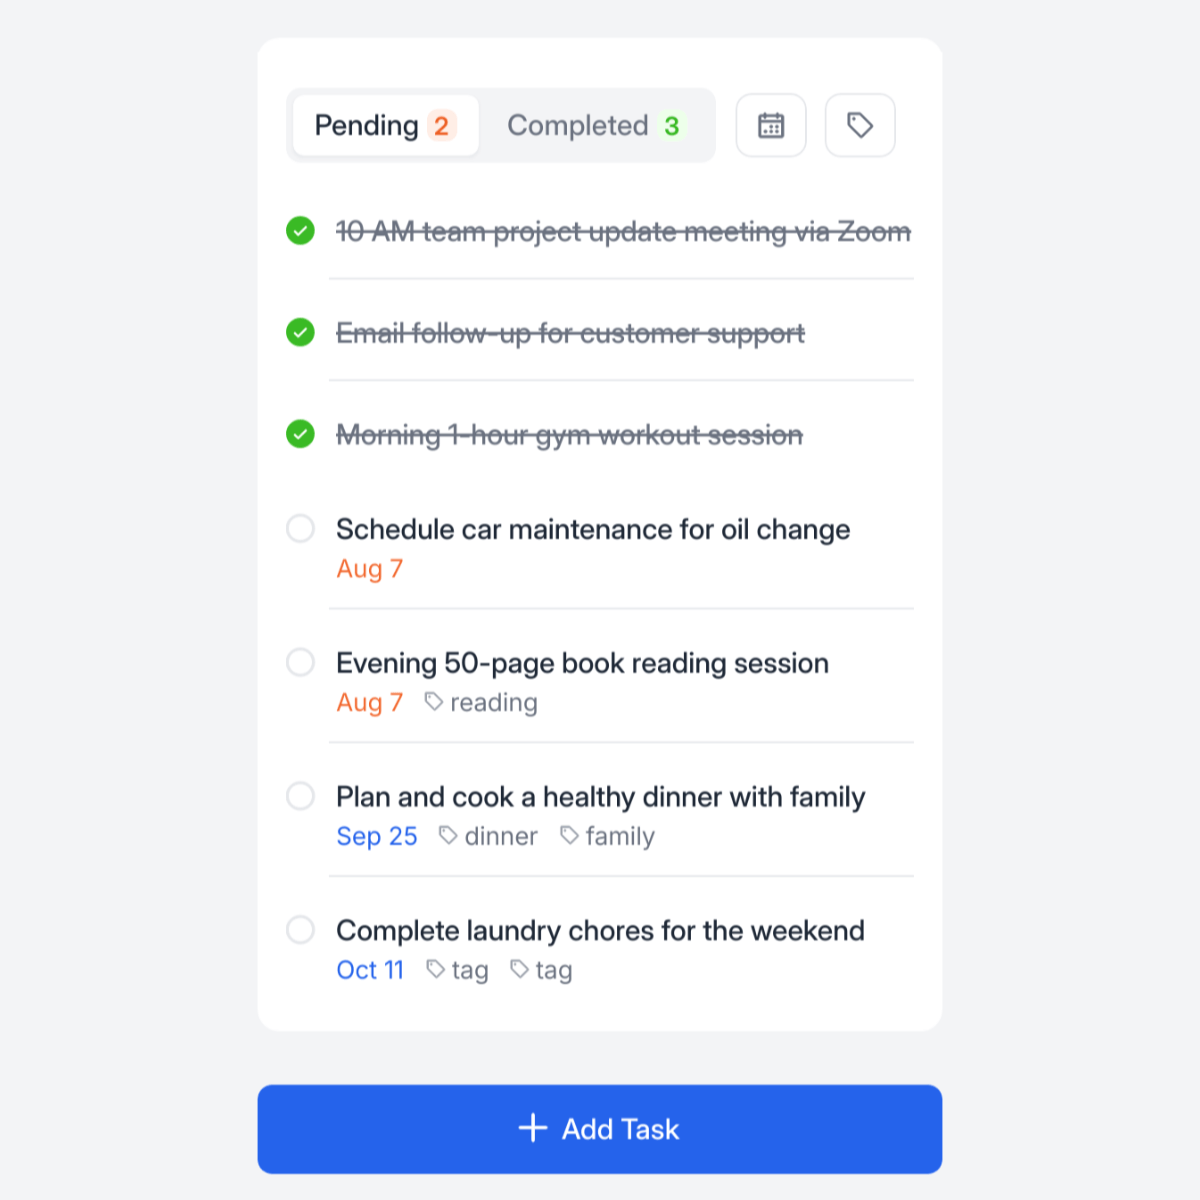 Pending 2 Completed 3
10 AM team project update meeting via Zoom
Email follow-up for customer support
Morning 1-hour gym workout session
Schedule car maintenance for oil change
Aug 7
Evening 50-page book reading session
Aug 7 reading
Plan and cook a healthy dinner with family
Sep 25 dinner family
Complete laundry chores for the weekend
Oct 11 tag tag
Add Task